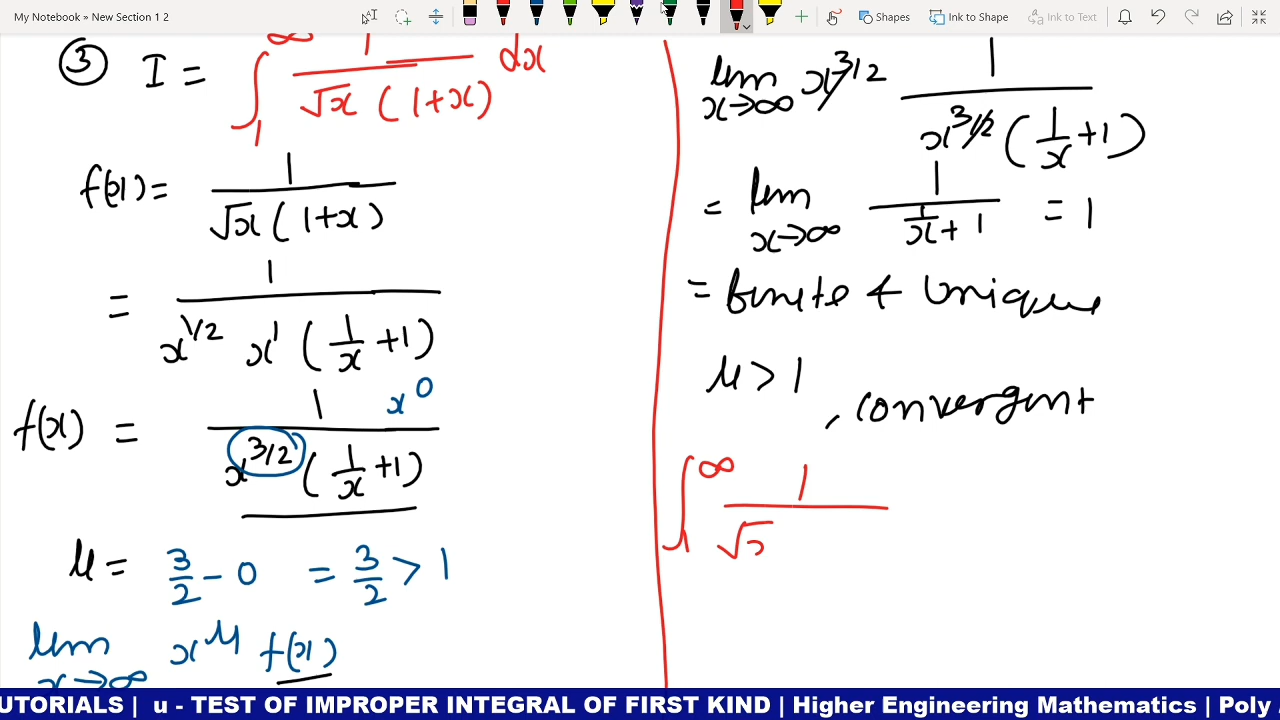 My Notebook » New Section 1 2
Shapes Ink to Shape Ink to Text
③ I = ∫₁^∞ 1/(√x (1+x)) dx
f(x) = 1/(√x (1+x))
= 1/(x^1/2 x^1 (1/x +1))
f(x) = 1 x^0/(x^3/2 (1/x +1))
μ = 3/2 - 0 = 3/2 > 1
lim x→∞ x^μ f(x)
lim x→∞ x^3/2 1/(x^3/2 (1/x +1))
= lim x→∞ 1/(1/x + 1) = 1
= finite & unique
μ > 1
, convergent
∫₁^∞ 1/√
UTORIALS | u - TEST OF IMPROPER INTEGRAL OF FIRST KIND | Higher Engineering Mathematics | Poly